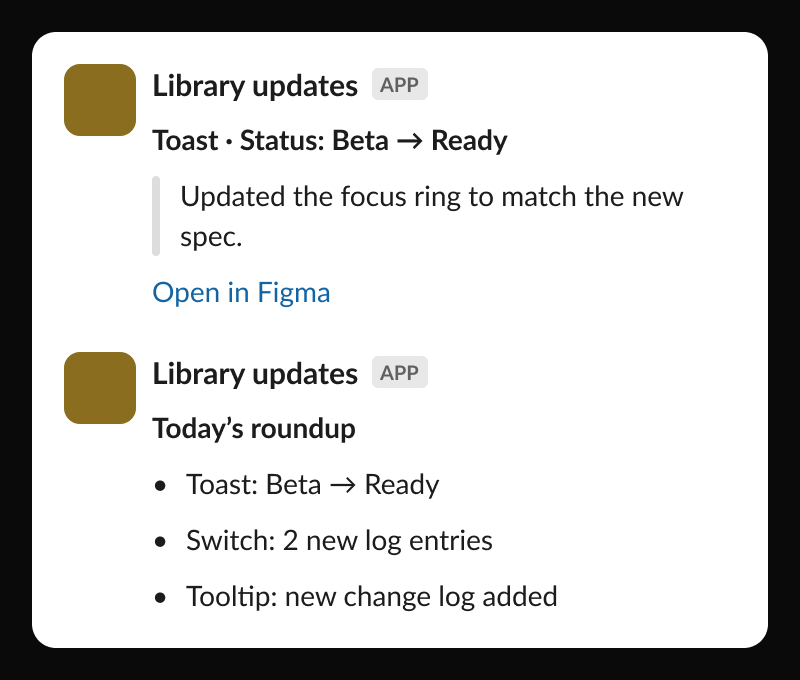 Library updates APP
Toast · Status: Beta → Ready
Updated the focus ring to match the new
spec.
Open in Figma
Library updates APP
Today’s roundup
• Toast: Beta → Ready
• Switch: 2 new log entries
• Tooltip: new change log added